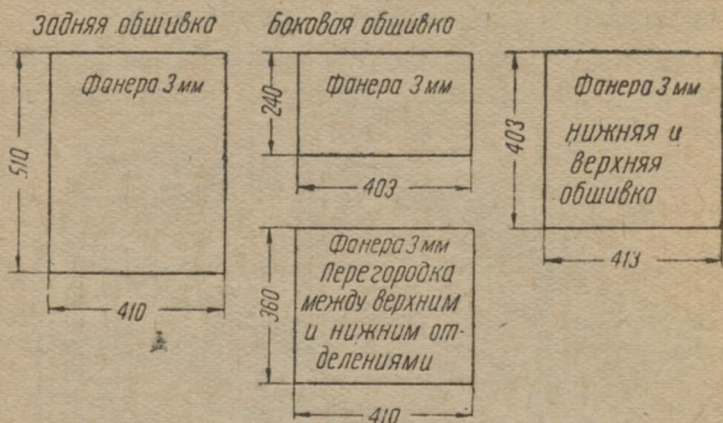 Задняя обшивка
Фанера 3 мм
510
410
Боковая обшивка
Фанера 3 мм
240
403
Фанера 3 мм
Перегородка
между верхним
и нижним от-
делениями
360
410
Фанера 3 мм
нижняя и
верхняя
обшивка
403
413